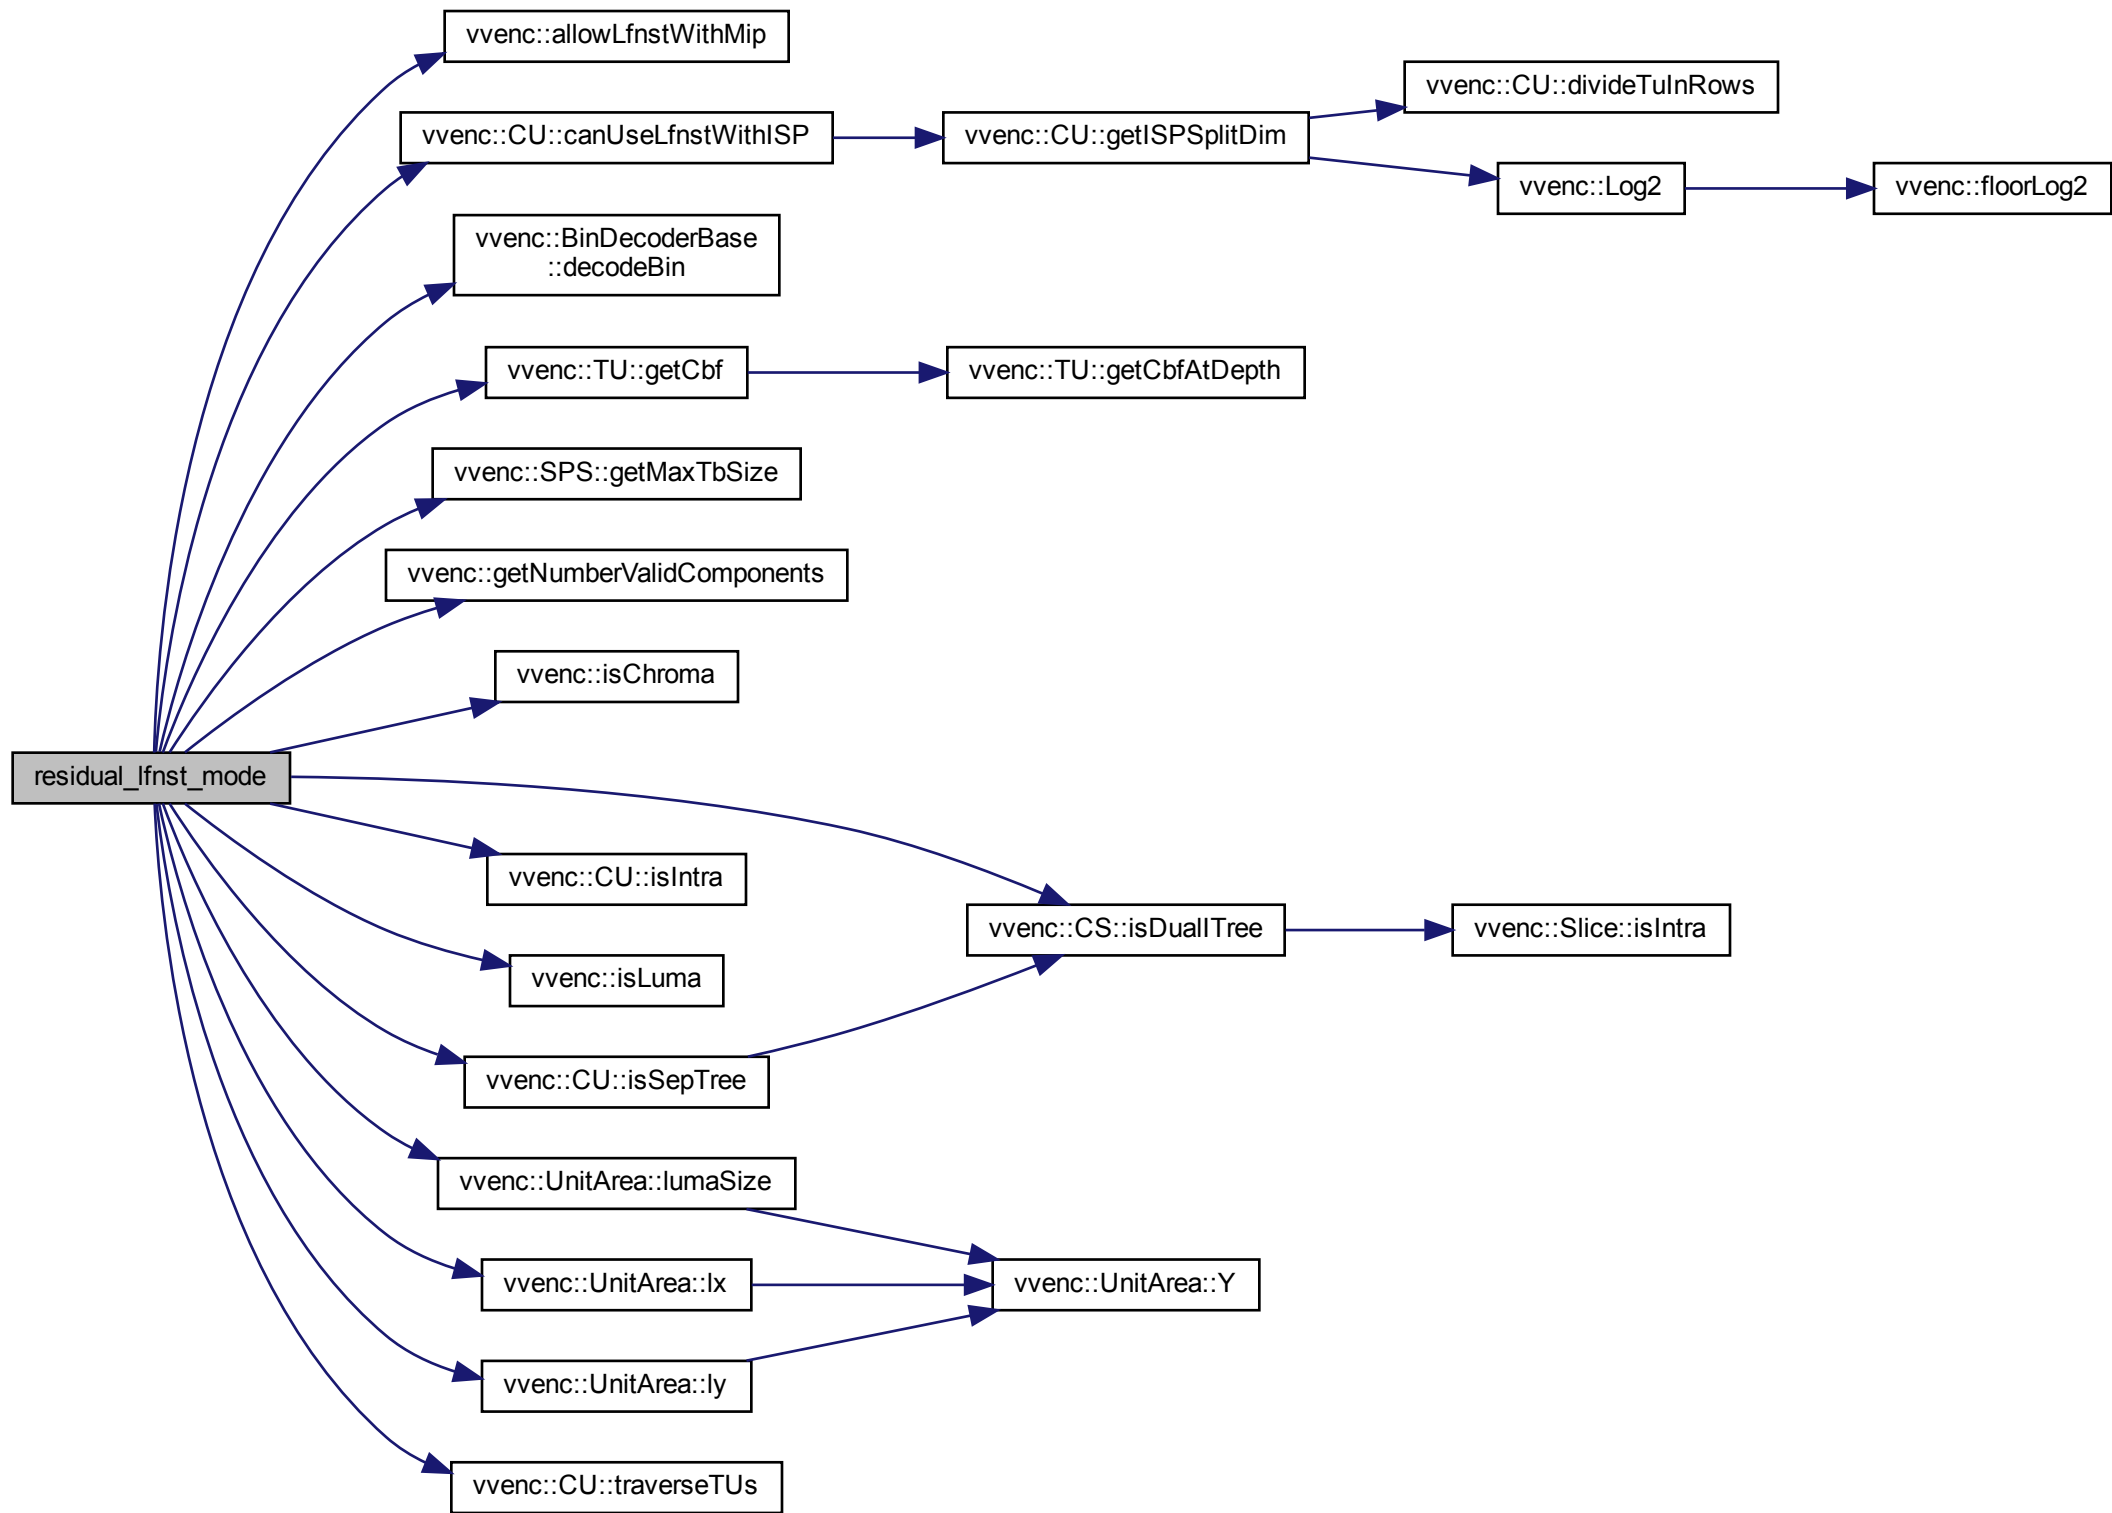 vvenc::allowLfnstWithMip
vvenc::CU::divideTuInRows
vvenc::CU::canUseLfnstWithISP
vvenc::CU::getISPSplitDim
vvenc::Log2
vvenc::floorLog2
vvenc::BinDecoderBase
::decodeBin
vvenc::TU::getCbf
vvenc::TU::getCbfAtDepth
vvenc::SPS::getMaxTbSize
vvenc::getNumberValidComponents
vvenc::isChroma
residual_lfnst_mode
vvenc::CU::isIntra
vvenc::CS::isDualITree
vvenc::Slice::isIntra
vvenc::isLuma
vvenc::CU::isSepTree
vvenc::UnitArea::lumaSize
vvenc::UnitArea::lx
vvenc::UnitArea::Y
vvenc::UnitArea::ly
vvenc::CU::traverseTUs